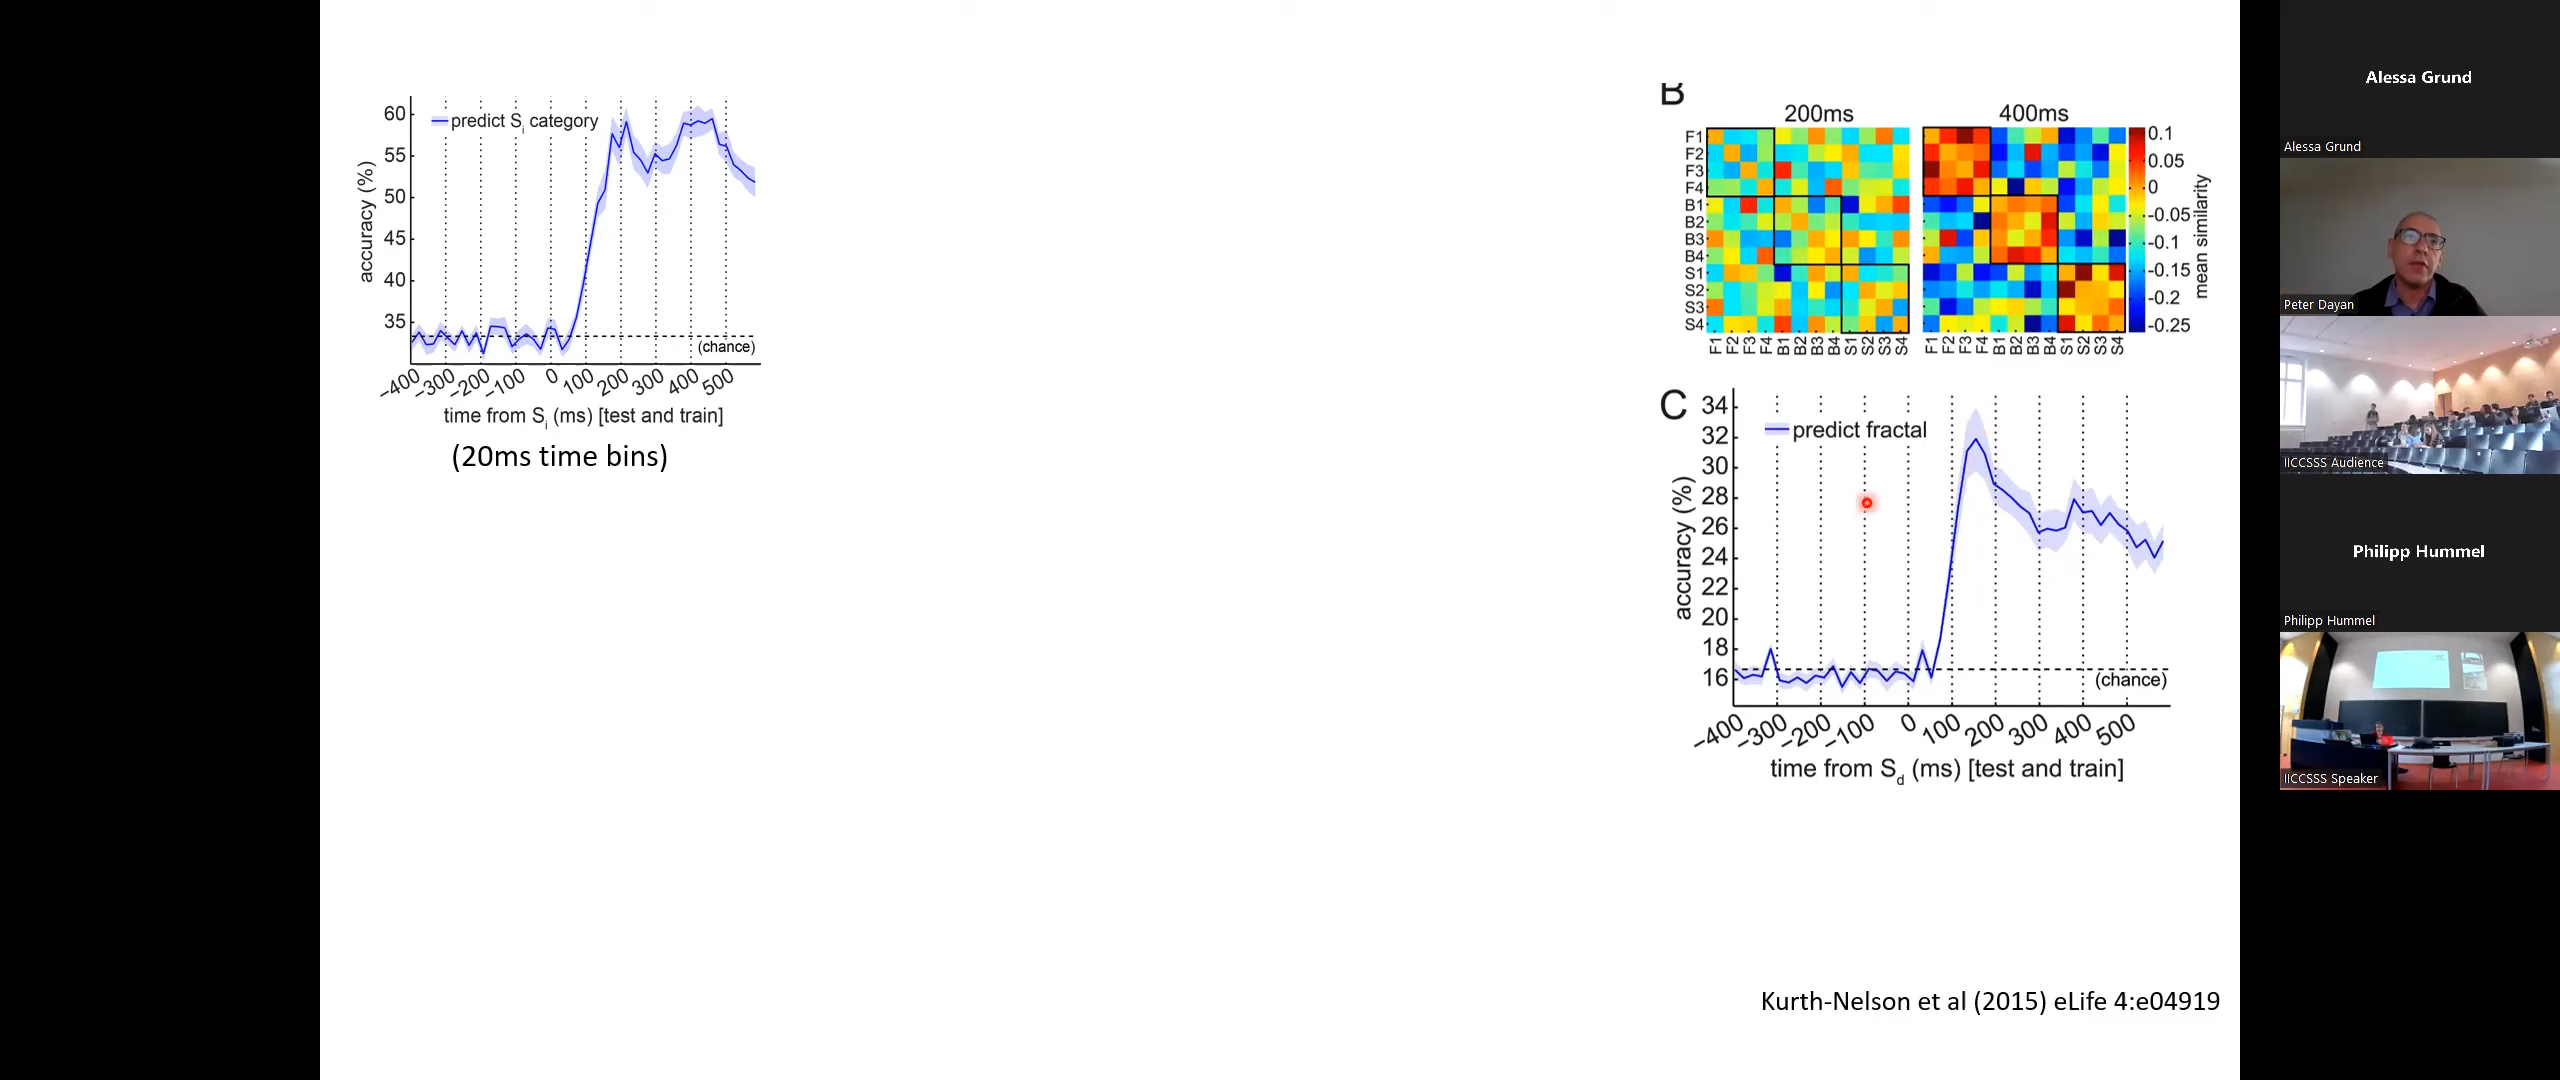 60
55
50
45
40
35
accuracy (%)
predict Si category
(chance)
−400
−300
−200
−100
0
100
200
300
400
500
time from Si (ms) [test and train]
(20ms time bins)
B
200ms
400ms
F1
F2
F3
F4
B1
B2
B3
B4
S1
S2
S3
S4
F1
F2
F3
F4
B1
B2
B3
B4
S1
S2
S3
S4
F1
F2
F3
F4
B1
B2
B3
B4
S1
S2
S3
S4
0.1
0.05
0
-0.05
-0.1
-0.15
-0.2
-0.25
mean similarity
C
34
32
30
28
26
24
22
20
18
16
accuracy (%)
predict fractal
(chance)
−400
−300
−200
−100
0
100
200
300
400
500
time from Sd (ms) [test and train]
Kurth-Nelson et al (2015) eLife 4:e04919
Alessa Grund
Alessa Grund
Peter Dayan
IICCSSS Audience
Philipp Hummel
Philipp Hummel
IICCSSS Speaker